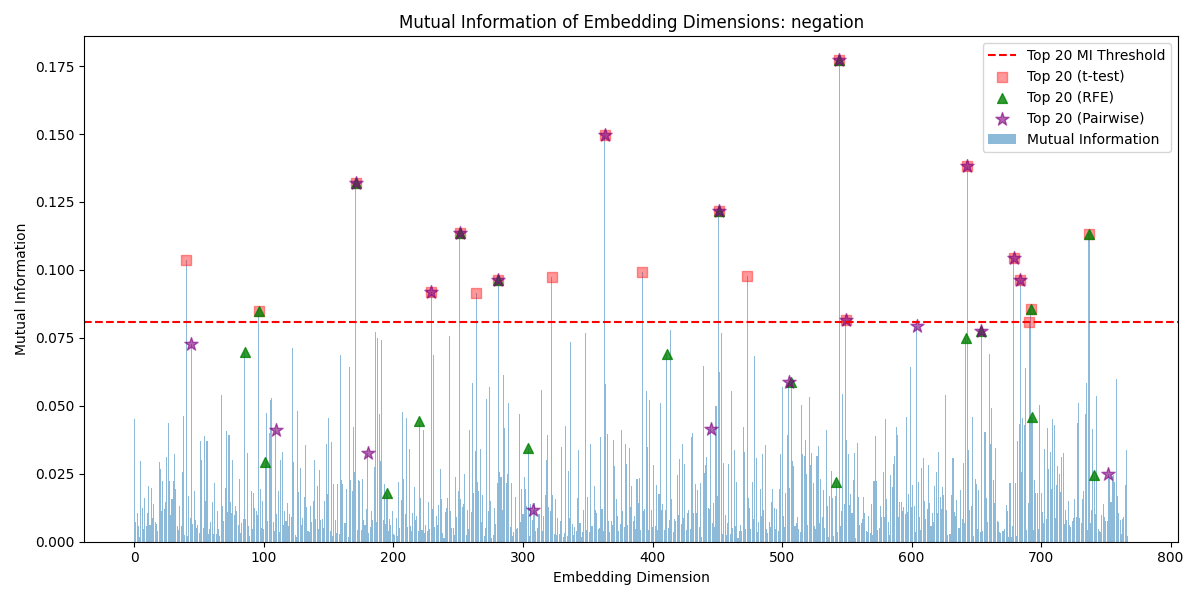 Mutual Information of Embedding Dimensions: negation
Mutual Information
0.175
0.150
0.125
0.100
0.075
0.050
0.025
0.000
Top 20 MI Threshold
Top 20 (t-test)
Top 20 (RFE)
Top 20 (Pairwise)
Mutual Information
0 100 200 300 400 500 600 700 800
Embedding Dimension